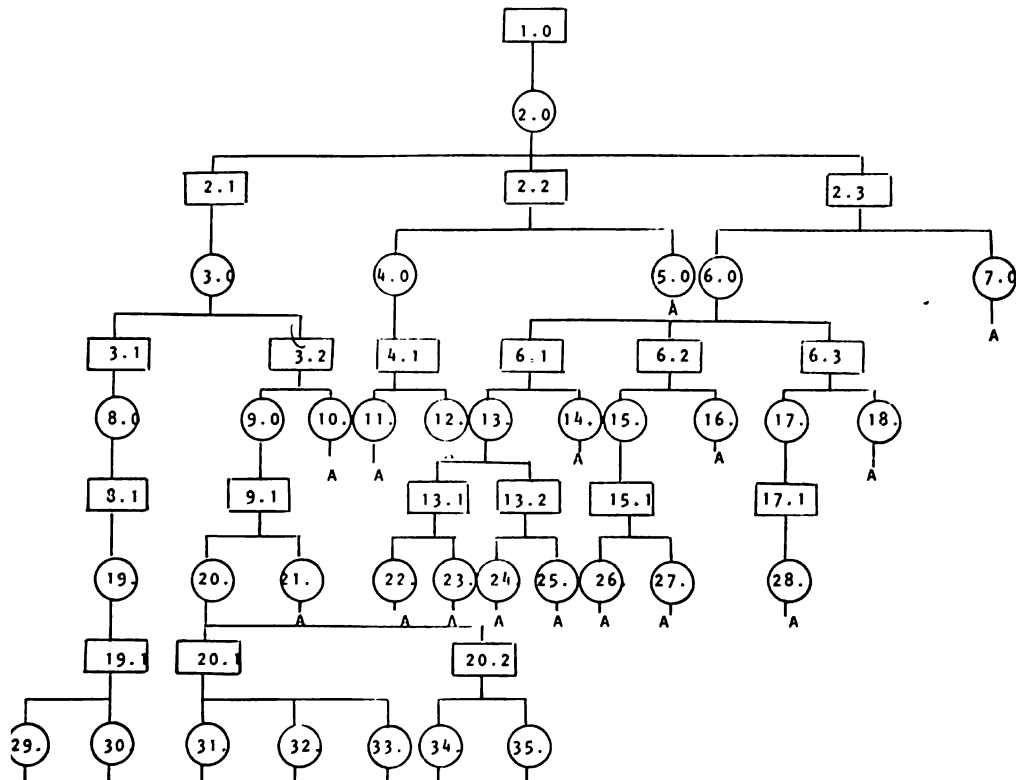 1.0
2.0
2.1 2.2 2.3
3.0 4.0 5.0 6.0 7.0
A
A
3.1 3.2 4.1 6.1 6.2 6.3
8.0 9.0 10. 11. 12. 13. 14. 15. 16. 17. 18.
A A A A A
8.1 9.1 13.1 13.2 15.1 17.1
19. 20. 21. 22. 23. 24. 25. 26. 27. 28.
A A A A A A A A
19.1 20.1 20.2
29. 30. 31. 32. 33. 34. 35.